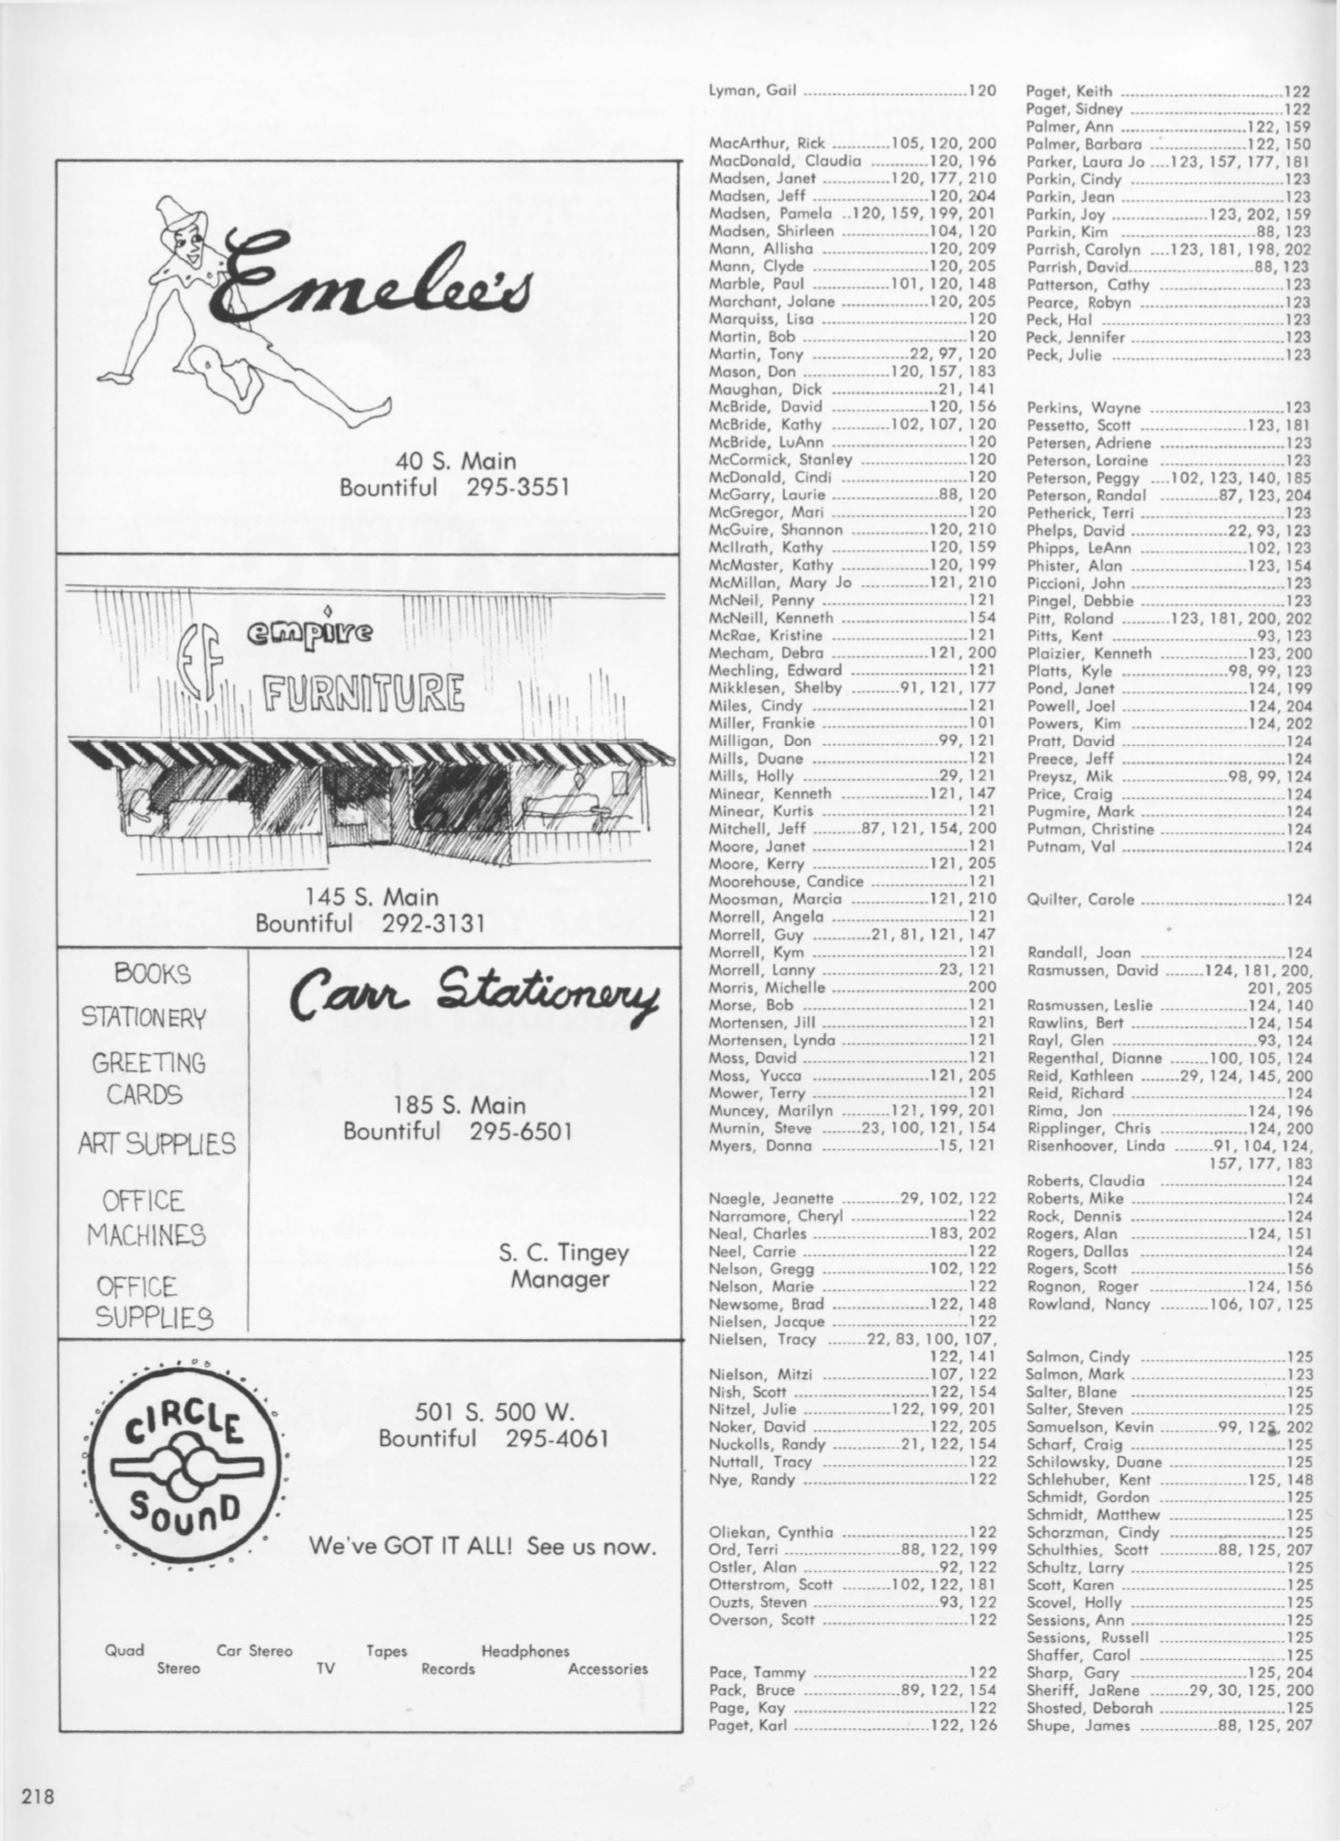 Emelee's
40 S. Main
Bountiful 295-3551
EF empire
FURNITURE
145 S. Main
Bountiful 292-3131
BOOKS
STATIONERY
GREETING
CARDS
ART SUPPLIES
OFFICE
MACHINES
OFFICE
SUPPLIES
Carr Stationery
185 S. Main
Bountiful 295-6501
S. C. Tingey
Manager
CIRCLE
SOUND
501 S. 500 W.
Bountiful 295-4061
We've GOT IT ALL! See us now.
Quad Car Stereo Tapes Headphones
Stereo TV Records Accessories
218
Lyman, Gail 120
MacArthur, Rick 105, 120, 200
MacDonald, Claudia 120, 196
Madsen, Janet 120, 177, 210
Madsen, Jeff 120, 204
Madsen, Pamela 120, 159, 199, 201
Madsen, Shirleen 104, 120
Mann, Allisha 120, 209
Mann, Clyde 120, 205
Marble, Paul 101, 120, 148
Marchant, Jolane 120, 205
Marquiss, Lisa 120
Martin, Bob 120
Martin, Tony 22, 97, 120
Mason, Don 120, 157, 183
Maughan, Dick 21, 141
McBride, David 120, 156
McBride, Kathy 102, 107, 120
McBride, LuAnn 120
McCormick, Stanley 120
McDonald, Cindi 120
McGarry, Laurie 88, 120
McGregor, Mari 120
McGuire, Shannon 120, 210
McIlrath, Kathy 120, 159
McMaster, Kathy 120, 199
McMillan, Mary Jo 121, 210
McNeil, Penny 121
McNeill, Kenneth 154
McRae, Kristine 121
Mecham, Debra 121, 200
Mechling, Edward 121
Mikklesen, Shelby 91, 121, 177
Miles, Cindy 121
Miller, Frankie 101
Milligan, Don 99, 121
Mills, Duane 121
Mills, Holly 29, 121
Minear, Kenneth 121, 147
Minear, Kurtis 121
Mitchell, Jeff 87, 121, 154, 200
Moore, Janet 121
Moore, Kerry 121, 205
Moorehouse, Candice 121
Moosman, Marcia 121, 210
Morrell, Angela 121
Morrell, Guy 21, 81, 121, 147
Morrell, Kym 121
Morrell, Lanny 23, 121
Morris, Michelle 200
Morse, Bob 121
Mortensen, Jill 121
Mortensen, Lynda 121
Moss, David 121
Moss, Yucca 121, 205
Mower, Terry 121
Muncey, Marilyn 121, 199, 201
Murnin, Steve 23, 100, 121, 154
Myers, Donna 15, 121
Naegle, Jeanette 29, 102, 122
Narramore, Cheryl 122
Neal, Charles 183, 202
Neel, Carrie 122
Nelson, Gregg 102, 122
Nelson, Marie 122
Newsome, Brad 122, 148
Nielsen, Jacque 122
Nielsen, Tracy 22, 83, 100, 107,
122, 141
Nielson, Mitzi 107, 122
Nish, Scott 122, 154
Nitzel, Julie 122, 199, 201
Noker, David 122, 205
Nuckolls, Randy 21, 122, 154
Nuttall, Tracy 122
Nye, Randy 122
Oliekan, Cynthia 122
Ord, Terri 88, 122, 199
Ostler, Alan 92, 122
Otterstrom, Scott 102, 122, 181
Ouzts, Steven 93, 122
Overson, Scott 122
Pace, Tammy 122
Pack, Bruce 89, 122, 154
Page, Kay 122
Paget, Karl 122, 126
Paget, Keith 122
Paget, Sidney 122
Palmer, Ann 122, 159
Palmer, Barbara 122, 150
Parker, Laura Jo 123, 157, 177, 181
Parkin, Cindy 123
Parkin, Jean 123
Parkin, Joy 123, 202, 159
Parkin, Kim 88, 123
Parrish, Carolyn 123, 181, 198, 202
Parrish, David 88, 123
Patterson, Cathy 123
Pearce, Robyn 123
Peck, Hal 123
Peck, Jennifer 123
Peck, Julie 123
Perkins, Wayne 123
Pessetto, Scott 123, 181
Petersen, Adriene 123
Peterson, Loraine 123
Peterson, Peggy 102, 123, 140, 185
Peterson, Randal 87, 123, 204
Petherick, Terri 123
Phelps, David 22, 93, 123
Phipps, LeAnn 102, 123
Phister, Alan 123, 154
Piccioni, John 123
Pingel, Debbie 123
Pitt, Roland 123, 181, 200, 202
Pitts, Kent 93, 123
Plaizier, Kenneth 123, 200
Platts, Kyle 98, 99, 123
Pond, Janet 124, 199
Powell, Joel 124, 204
Powers, Kim 124, 202
Pratt, David 124
Preece, Jeff 124
Preysz, Mik 98, 99, 124
Price, Craig 124
Pugmire, Mark 124
Putman, Christine 124
Putnam, Val 124
Quilter, Carole 124
Randall, Joan 124
Rasmussen, David 124, 181, 200,
201, 205
Rasmussen, Leslie 124, 140
Rawlins, Bert 124, 154
Rayl, Glen 93, 124
Regenthal, Dianne 100, 105, 124
Reid, Kathleen 29, 124, 145, 200
Reid, Richard 124
Rima, Jon 124, 196
Ripplinger, Chris 124, 200
Risenhoover, Linda 91, 104, 124,
157, 177, 183
Roberts, Claudia 124
Roberts, Mike 124
Rock, Dennis 124
Rogers, Alan 124, 151
Rogers, Dallas 124
Rogers, Scott 156
Rognon, Roger 124, 156
Rowland, Nancy 106, 107, 125
Salmon, Cindy 125
Salmon, Mark 123
Salter, Blane 125
Salter, Steven 125
Samuelson, Kevin 99, 125, 202
Scharf, Craig 125
Schilowsky, Duane 125
Schlehuber, Kent 125, 148
Schmidt, Gordon 125
Schmidt, Matthew 125
Schorzman, Cindy 125
Schulthies, Scott 88, 125, 207
Schultz, Larry 125
Scott, Karen 125
Scovel, Holly 125
Sessions, Ann 125
Sessions, Russell 125
Shaffer, Carol 125
Sharp, Gary 125, 204
Sheriff, JaRene 29, 30, 125, 200
Shosted, Deborah 125
Shupe, James 88, 125, 207